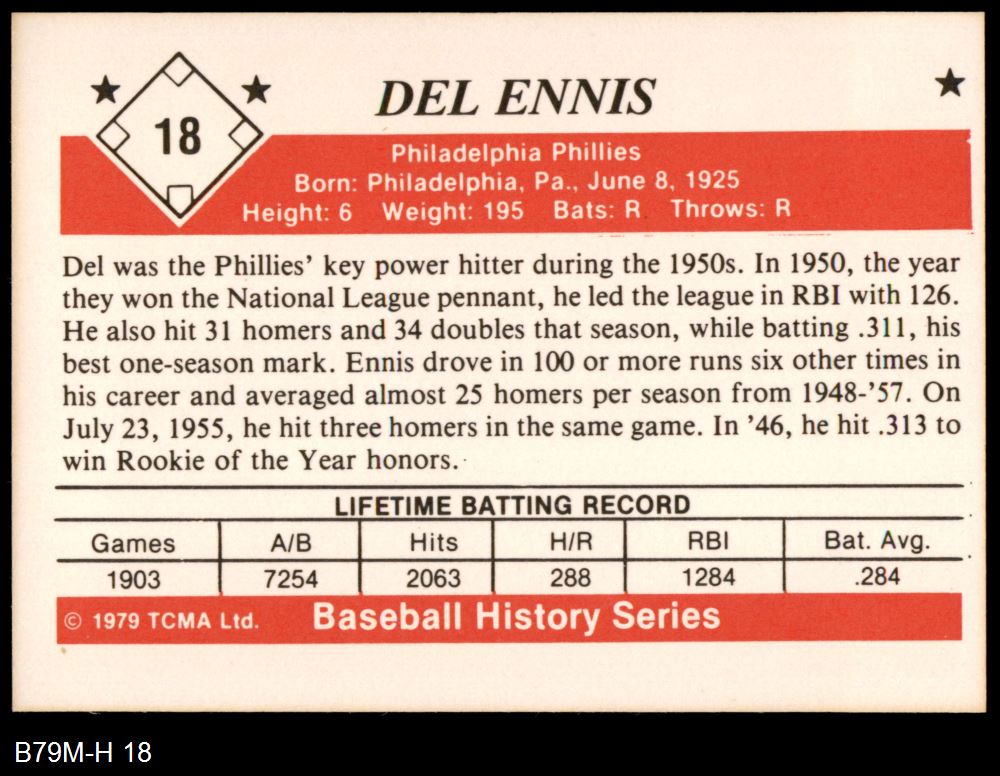 18
DEL ENNIS
Philadelphia Phillies
Born: Philadelphia, Pa., June 8, 1925
Height: 6 Weight: 195 Bats: R Throws: R
Del was the Phillies' key power hitter during the 1950s. In 1950, the year
they won the National League pennant, he led the league in RBI with 126.
He also hit 31 homers and 34 doubles that season, while batting .311, his
best one-season mark. Ennis drove in 100 or more runs six other times in
his career and averaged almost 25 homers per season from 1948-'57. On
July 23, 1955, he hit three homers in the same game. In '46, he hit .313 to
win Rookie of the Year honors.
LIFETIME BATTING RECORD
Games A/B Hits H/R RBI Bat. Avg.
1903 7254 2063 288 1284 .284
© 1979 TCMA Ltd. Baseball History Series
B79M-H 18